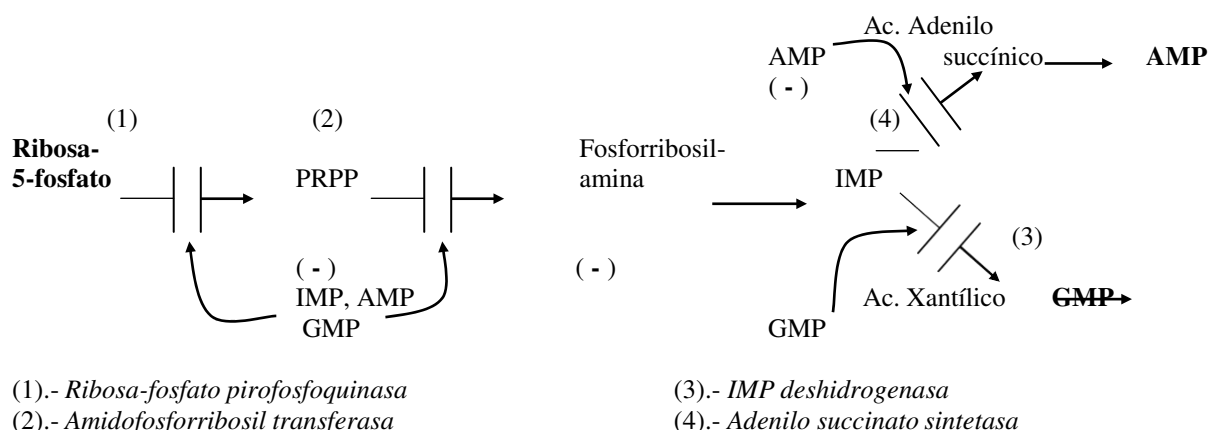 Ac. Adenilo
AMP succínico AMP
( - )
(1) (2) (4)
Ribosa- Fosforribosil-
5-fosfato PRPP amina IMP
(3)
( - ) ( - )
IMP, AMP Ac. Xantílico GMP
GMP GMP
(1).- Ribosa-fosfato pirofosfoquinasa (3).- IMP deshidrogenasa
(2).- Amidofosforribosil transferasa (4).- Adenilo succinato sintetasa